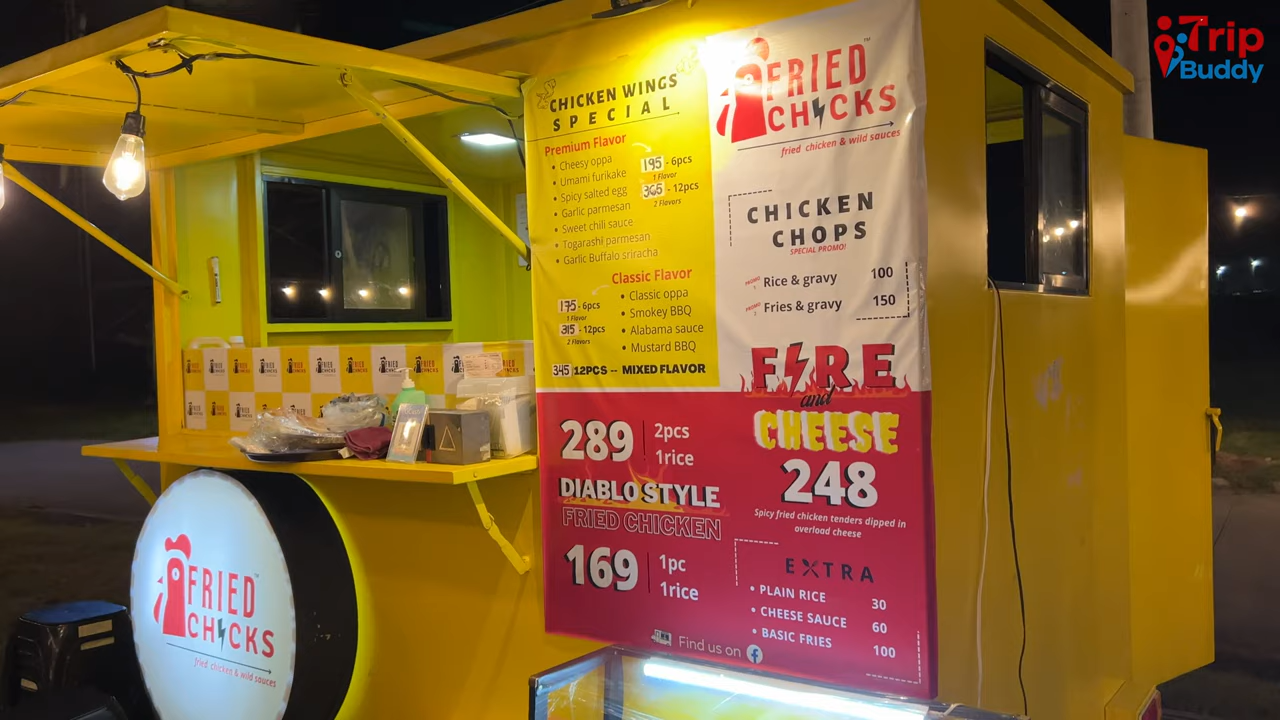 Trip
Buddy
CHICKEN WINGS
SPECIAL
Premium Flavor
• Cheesy oppa
• Umami furikake
• Spicy salted egg
• Garlic parmesan
• Sweet chili sauce
• Togarashi parmesan
• Garlic Buffalo sriracha
195 - 6pcs
1 Flavor
365 - 12pcs
2 Flavors
Classic Flavor
175 - 6pcs
1 Flavor
315 - 12pcs
2 Flavors
• Classic oppa
• Smokey BBQ
• Alabama sauce
• Mustard BBQ
345 12PCS -- MIXED FLAVOR
FRIED™
CHICKS
fried chicken & wild sauces
CHICKEN
CHOPS
SPECIAL PROMO!
PROMO Rice & gravy 100
PROMO Fries & gravy 150
FIRE
and
CHEESE
248
Spicy fried chicken tenders dipped in
overload cheese
289 2pcs
1rice
DIABLO STYLE
FRIED CHICKEN
169 1pc
1rice
EXTRA
• PLAIN RICE 30
• CHEESE SAUCE 60
• BASIC FRIES 100
Find us on
FRIED™
CHICKS
fried chicken & wild sauces